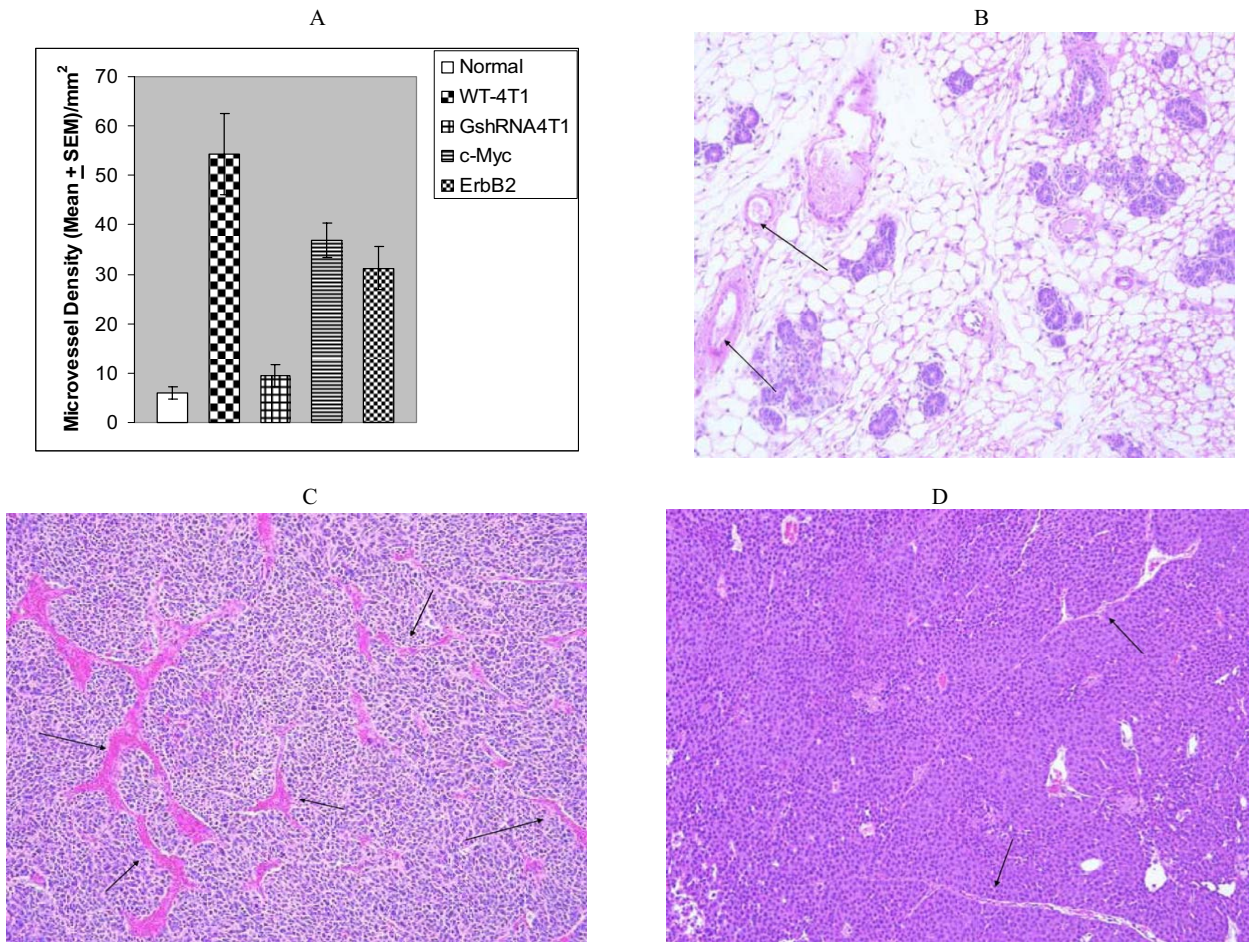 A
B
Microvessel Density (Mean ± SEM)/mm²
70
60
50
40
30
20
10
0
Normal
WT-4T1
GshRNA4T1
c-Myc
ErbB2
C
D